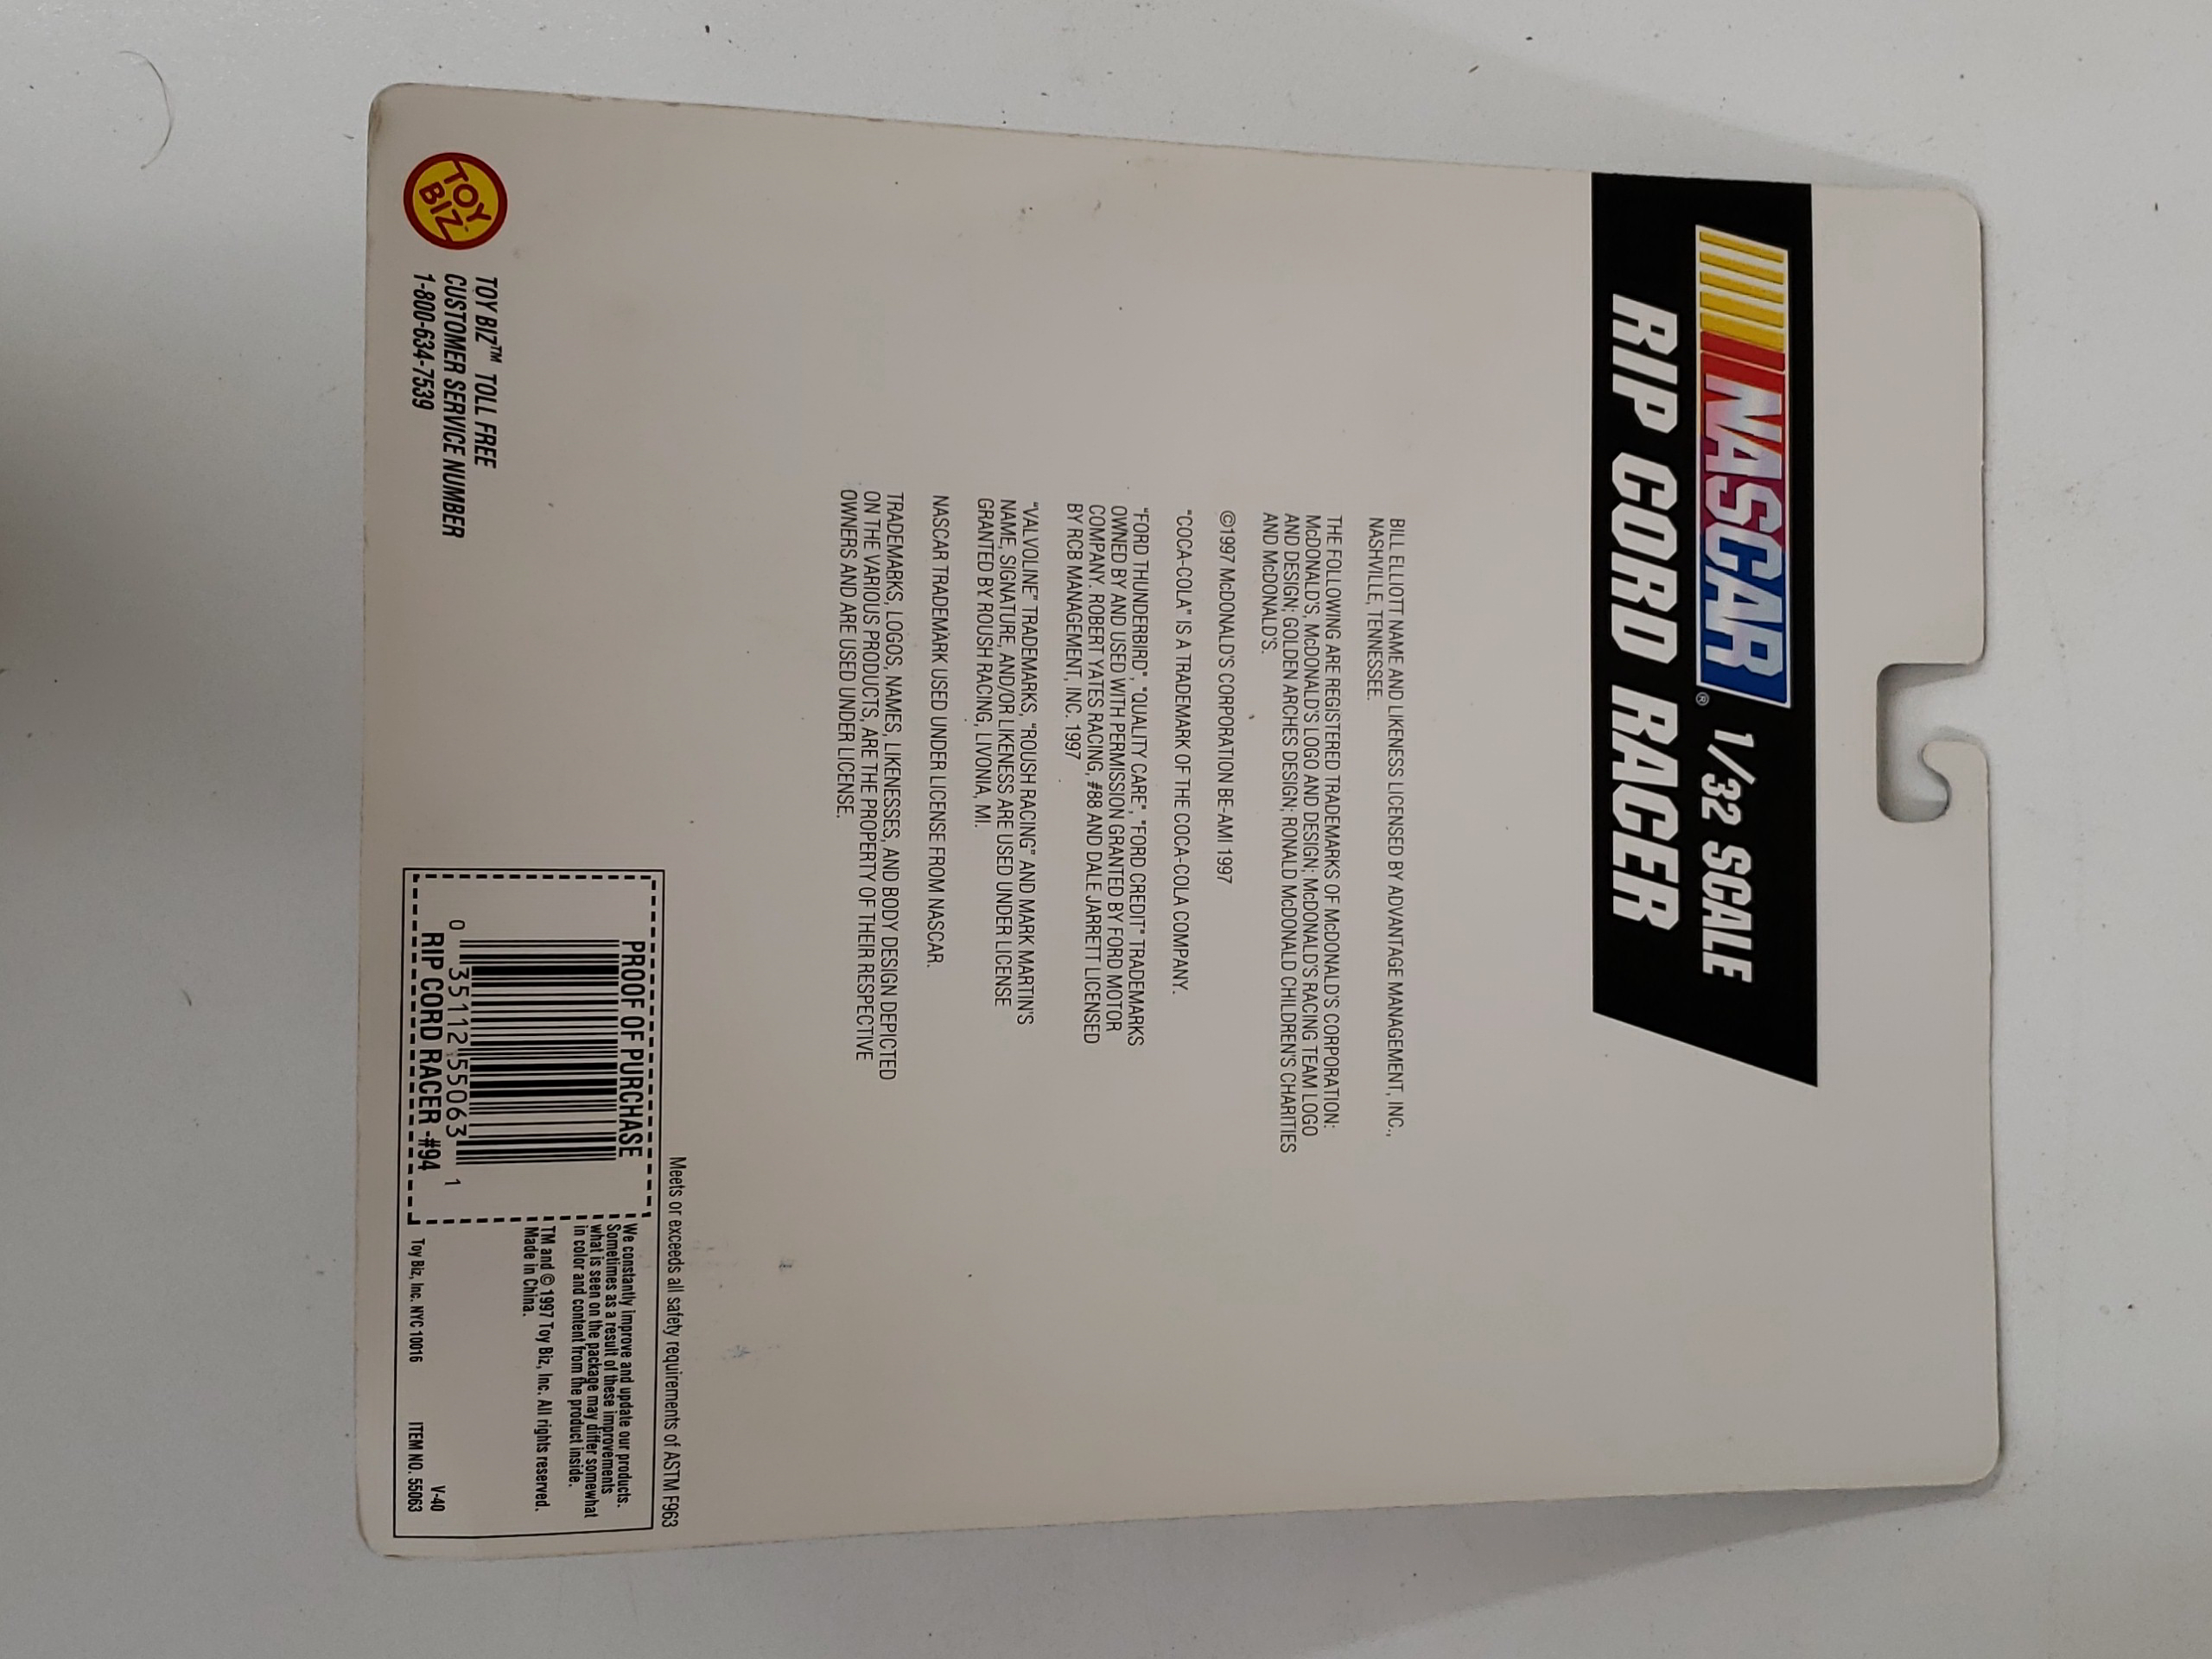 NASCAR® 1/32 SCALE
RIP CORD RACER
BILL ELLIOTT NAME AND LIKENESS LICENSED BY ADVANTAGE MANAGEMENT, INC.,
NASHVILLE, TENNESSEE.
THE FOLLOWING ARE REGISTERED TRADEMARKS OF McDONALD'S CORPORATION:
McDONALD'S, McDONALD'S LOGO AND DESIGN; McDONALD'S RACING TEAM LOGO
AND DESIGN; GOLDEN ARCHES DESIGN; RONALD McDONALD CHILDREN'S CHARITIES
AND McDONALD'S.
©1997 McDONALD'S CORPORATION BE-AMI 1997
"COCA-COLA" IS A TRADEMARK OF THE COCA-COLA COMPANY.
"FORD THUNDERBIRD", "QUALITY CARE", "FORD CREDIT" TRADEMARKS
OWNED BY AND USED WITH PERMISSION GRANTED BY FORD MOTOR
COMPANY. ROBERT YATES RACING, #88 AND DALE JARRETT LICENSED
BY RCB MANAGEMENT, INC. 1997
"VALVOLINE" TRADEMARKS, "ROUSH RACING" AND MARK MARTIN'S
NAME, SIGNATURE, AND/OR LIKENESS ARE USED UNDER LICENSE
GRANTED BY ROUSH RACING, LIVONIA, MI.
NASCAR TRADEMARK USED UNDER LICENSE FROM NASCAR.
TRADEMARKS, LOGOS, NAMES, LIKENESSES, AND BODY DESIGN DEPICTED
ON THE VARIOUS PRODUCTS, ARE THE PROPERTY OF THEIR RESPECTIVE
OWNERS AND ARE USED UNDER LICENSE.
TOY BIZ™
TOY BIZ™ TOLL FREE
CUSTOMER SERVICE NUMBER
1-800-634-7539
Meets or exceeds all safety requirements of ASTM F963
PROOF OF PURCHASE
0 35112 55063 1
RIP CORD RACER -#94
We constantly improve and update our products.
Sometimes as a result of these improvements
what is seen on the package may differ somewhat
in color and content from the product inside.
TM and © 1997 Toy Biz, Inc. All rights reserved.
Made in China.
V-40
Toy Biz, Inc. NYC 10016 ITEM NO. 55063